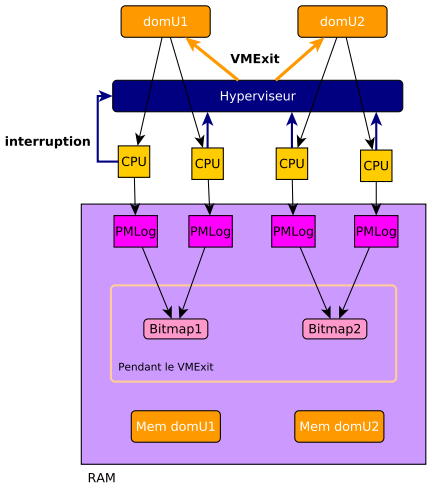 domU1
domU2
VMExit
Hyperviseur
interruption
CPU
CPU
CPU
CPU
PMLog
PMLog
PMLog
PMLog
Bitmap1
Bitmap2
Pendant le VMExit
Mem domU1
Mem domU2
RAM